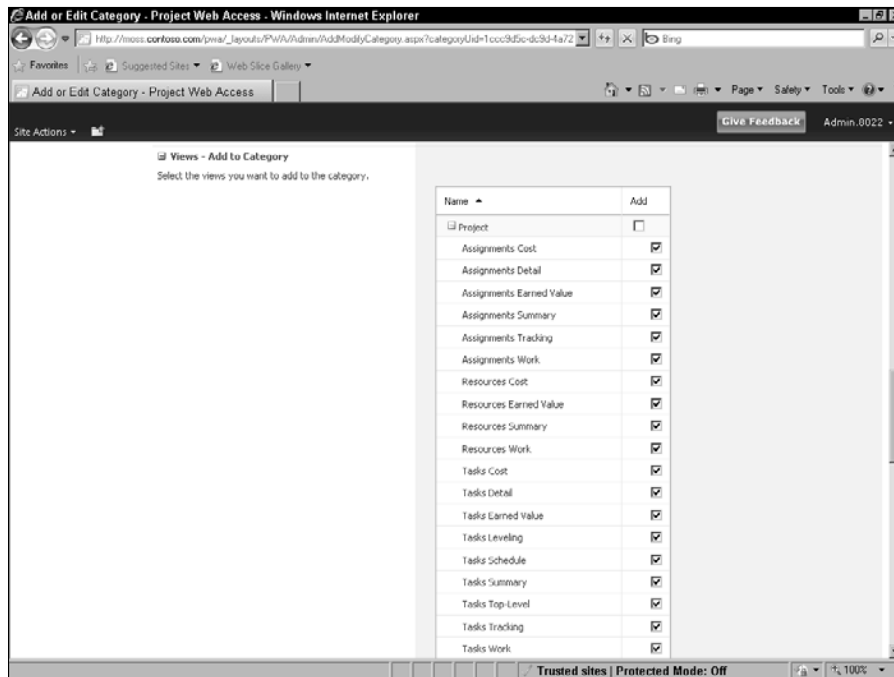 Add or Edit Category - Project Web Access - Windows Internet Explorer
http://moss.contoso.com/pwa/_layouts/PWA/Admin/AddModifyCategory.aspx?categoryUid=1ccc9d5c-dc9d-4a72
Bing
Favorites Suggested Sites Web Slice Gallery
Add or Edit Category - Project Web Access
Page Safety Tools
Give Feedback
Site Actions
Admin.8022
Views - Add to Category
Select the views you want to add to the category.
Name Add
Project
Assignments Cost
Assignments Detail
Assignments Earned Value
Assignments Summary
Assignments Tracking
Assignments Work
Resources Cost
Resources Earned Value
Resources Summary
Resources Work
Tasks Cost
Tasks Detail
Tasks Earned Value
Tasks Leveling
Tasks Schedule
Tasks Summary
Tasks Top-Level
Tasks Tracking
Tasks Work
Trusted sites | Protected Mode: Off
100%